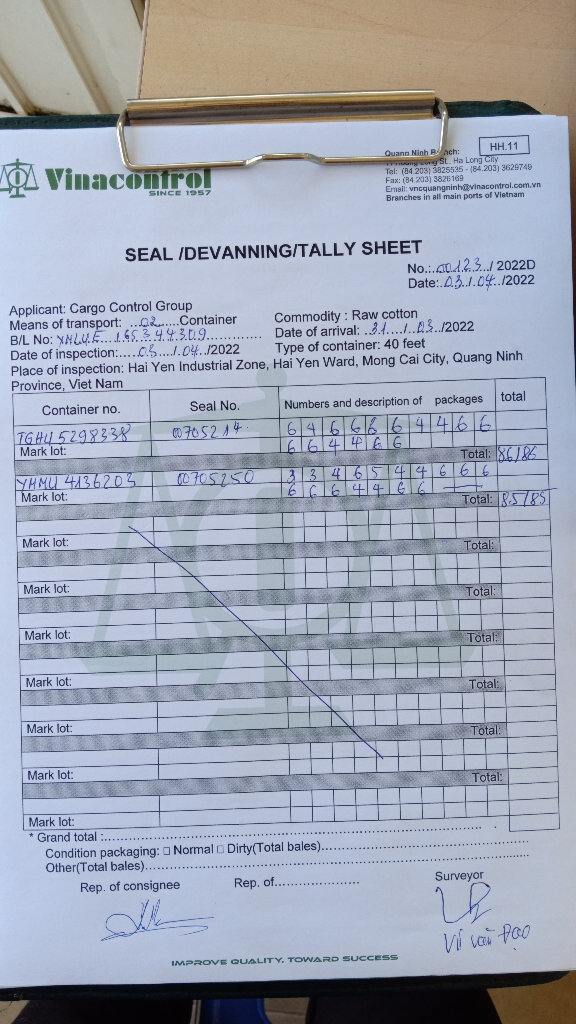 Vinacontrol
SINCE 1957
Quang Ninh Branch:
HH.11
St., Ha Long City
Tel: (84.203) 3825535 - (84.203) 3629749
Fax: (84.203) 3826169
Email: vncquangninh@vinacontrol.com.vn
Branches in all main ports of Vietnam
SEAL /DEVANNING/TALLY SHEET
No.:.00123../ 2022D
Date:.03./.04../2022
Applicant: Cargo Control Group
Means of transport: ...02.....Container
Commodity : Raw cotton
B/L No:
Date of arrival: .31..../..03../2022
Date of inspection:.....03..../.04../2022
Type of container: 40 feet
Place of inspection: Hai Yen Industrial Zone, Hai Yen Ward, Mong Cai City, Quang Ninh
Province, Viet Nam
Container no. Seal No. Numbers and description of packages total
TGHU 5298338 00705214 6 4 6 6 6 6 4 4 6 6
Mark lot: 6 6 4 4 6 6
Total: 86/86
YMMU 4136203 00705250 3 3 4 6 5 4 4 6 6 6
Mark lot: 6 6 6 4 4 6 6
Total: 85/85
Mark lot:
Total:
Mark lot:
Total:
Mark lot:
Total:
Mark lot:
Total:
Mark lot:
Total:
Mark lot:
Total:
Mark lot:
* Grand total :
Condition packaging: □ Normal □ Dirty(Total bales)
Other(Total bales)
Rep. of consignee Rep. of Surveyor
Vũ Văn Đạo
IMPROVE QUALITY, TOWARD SUCCESS